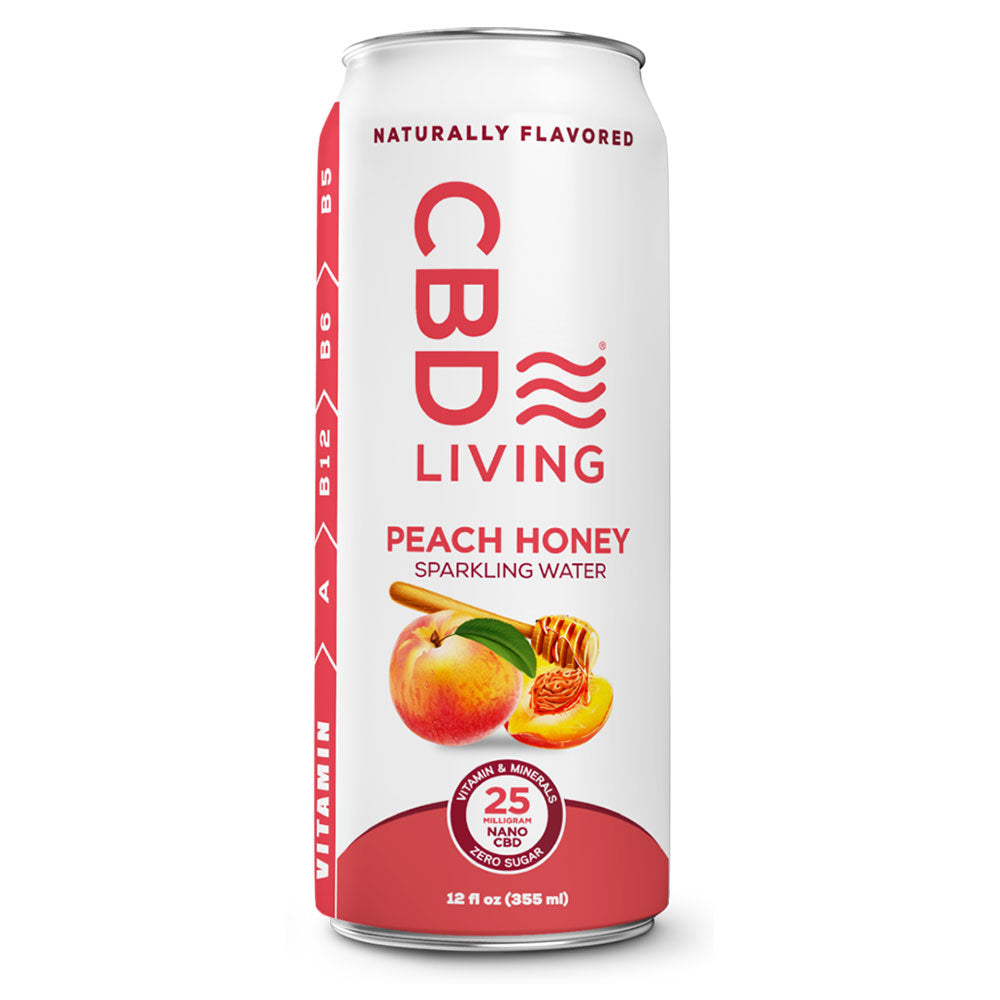 NATURALLY FLAVORED
CBD
®
LIVING
PEACH HONEY
SPARKLING WATER
VITAMIN & MINERALS
25
MILLIGRAM
NANO
CBD
ZERO SUGAR
12 fl oz (355 ml)
VITAMIN A B12 B6 B5